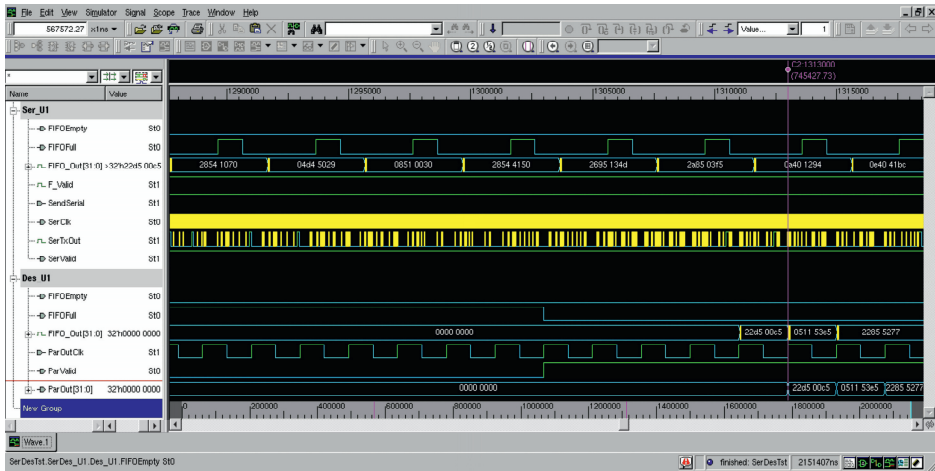 File Edit View Simulator Signal Scope Trace Window Help
567572.27 x1ns Value... 1
C2:1313000
(745427.73)
*
Name Value
1290000 1295000 1300000 1305000 1310000 1315000
Ser_U1
FIFOEmpty St0
FIFOFull St0
FIFO_Out[31:0] 32'h22d5 00c5 2854 1070 04d4 5029 0851 0030 2854 4150 2695 134d 2a85 03f5 0a40 1294 0e40 41bc
F_Valid St1
SendSerial St1
SerClk St0
SerTxOut St1
SerValid St1
Des_U1
FIFOEmpty St0
FIFOFull St0
FIFO_Out[31:0] 32'h0000 0000 0000 0000 22d5 00c5 0511 53e5 2285 5277
ParOutClk St1
ParValid St0
ParOut[31:0] 32'h0000 0000 0000 0000 22d5 00c5 0511 53e5 2285 5277
New Group
0 200000 400000 600000 800000 1000000 1200000 1400000 1600000 1800000 2000000
Wave.1
SerDesTst.SerDes_U1.Des_U1.FIFOEmpty St0 finished: SerDesTst 2151407ns